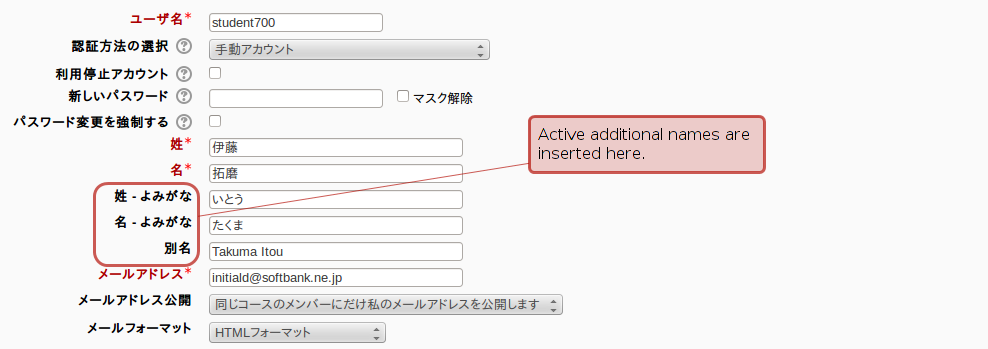 ユーザ名* student700
認証方法の選択 ? 手動アカウント
利用停止アカウント ?
新しいパスワード ? マスク解除
パスワード変更を強制する ?
Active additional names are
inserted here.
姓* 伊藤
名* 拓磨
姓 - よみがな いとう
名 - よみがな たくま
別名 Takuma Itou
メールアドレス* initiald@softbank.ne.jp
メールアドレス公開 同じコースのメンバーにだけ私のメールアドレスを公開します
メールフォーマット HTMLフォーマット